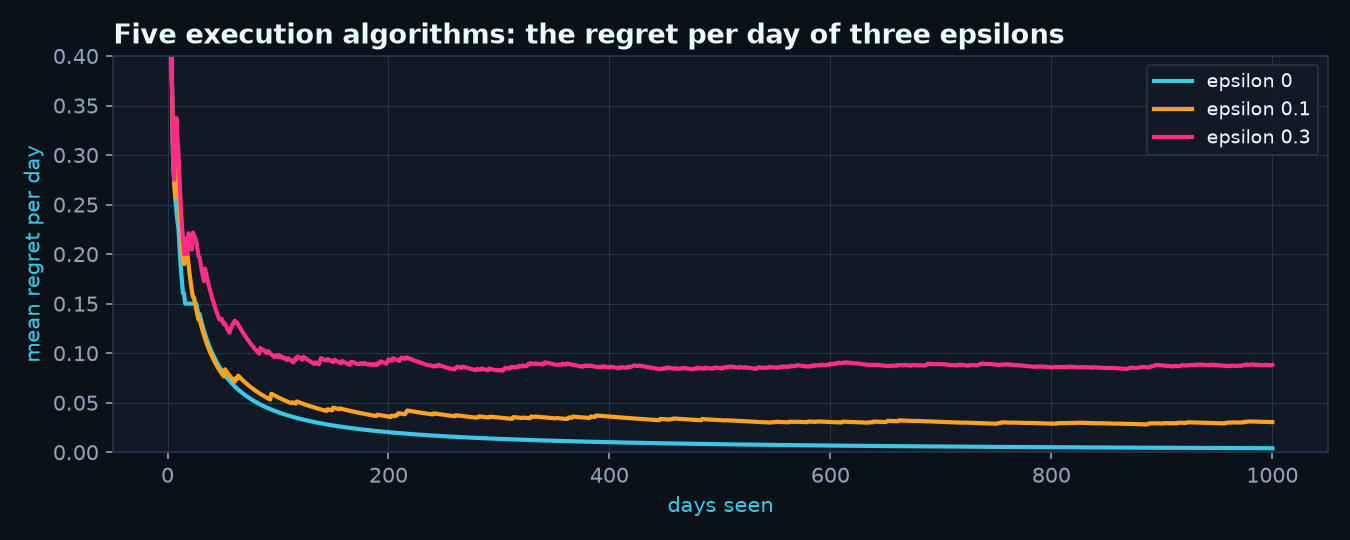 Five execution algorithms: the regret per day of three epsilons
mean regret per day
0.40
0.35
0.30
0.25
0.20
0.15
0.10
0.05
0.00
epsilon 0
epsilon 0.1
epsilon 0.3
0 200 400 600 800 1000
days seen